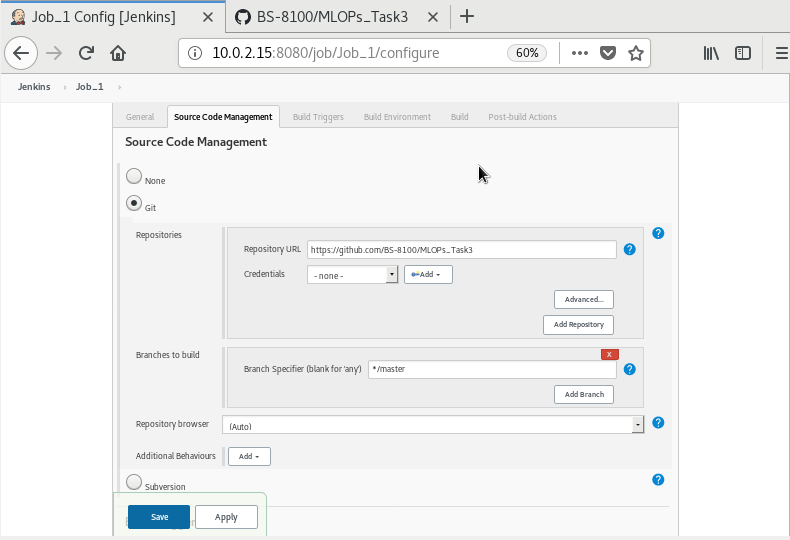 Job_1 Config [Jenkins] × BS-8100/MLOPs_Task3 × +
10.0.2.15:8080/job/Job_1/configure 60%
Jenkins › Job_1 ›
General Source Code Management Build Triggers Build Environment Build Post-build Actions
Source Code Management
None
Git
Repositories
Repository URL https://github.com/BS-8100/MLOPs_Task3
Credentials - none - Add
Advanced...
Add Repository
Branches to build
X
Branch Specifier (blank for 'any') */master
Add Branch
Repository browser (Auto)
Additional Behaviours Add
Subversion
Save Apply